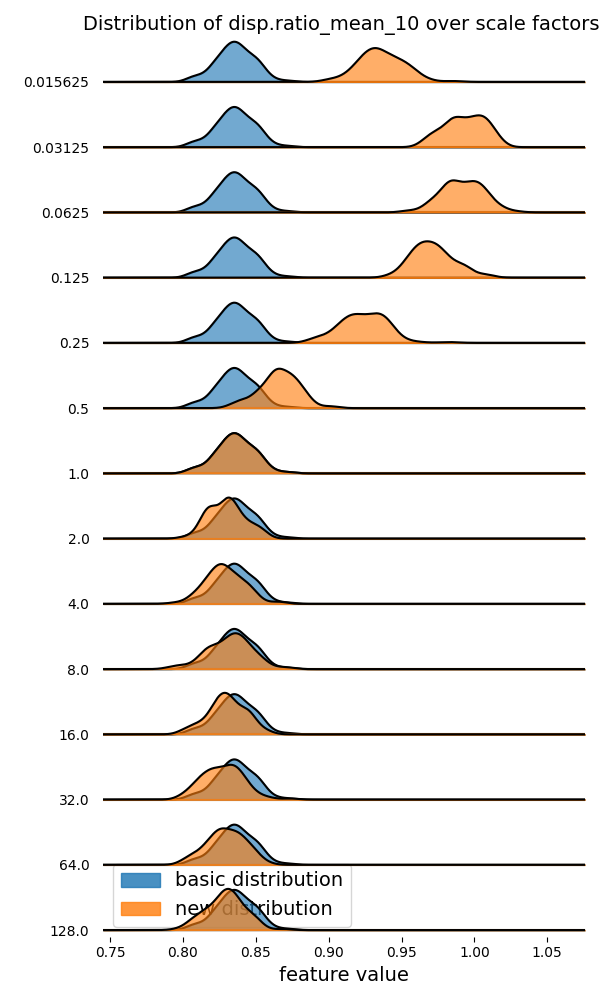 Distribution of disp.ratio_mean_10 over scale factors
0.015625
0.03125
0.0625
0.125
0.25
0.5
1.0
2.0
4.0
8.0
16.0
32.0
64.0
basic distribution
new distribution
128.0
0.75 0.80 0.85 0.90 0.95 1.00 1.05
feature value